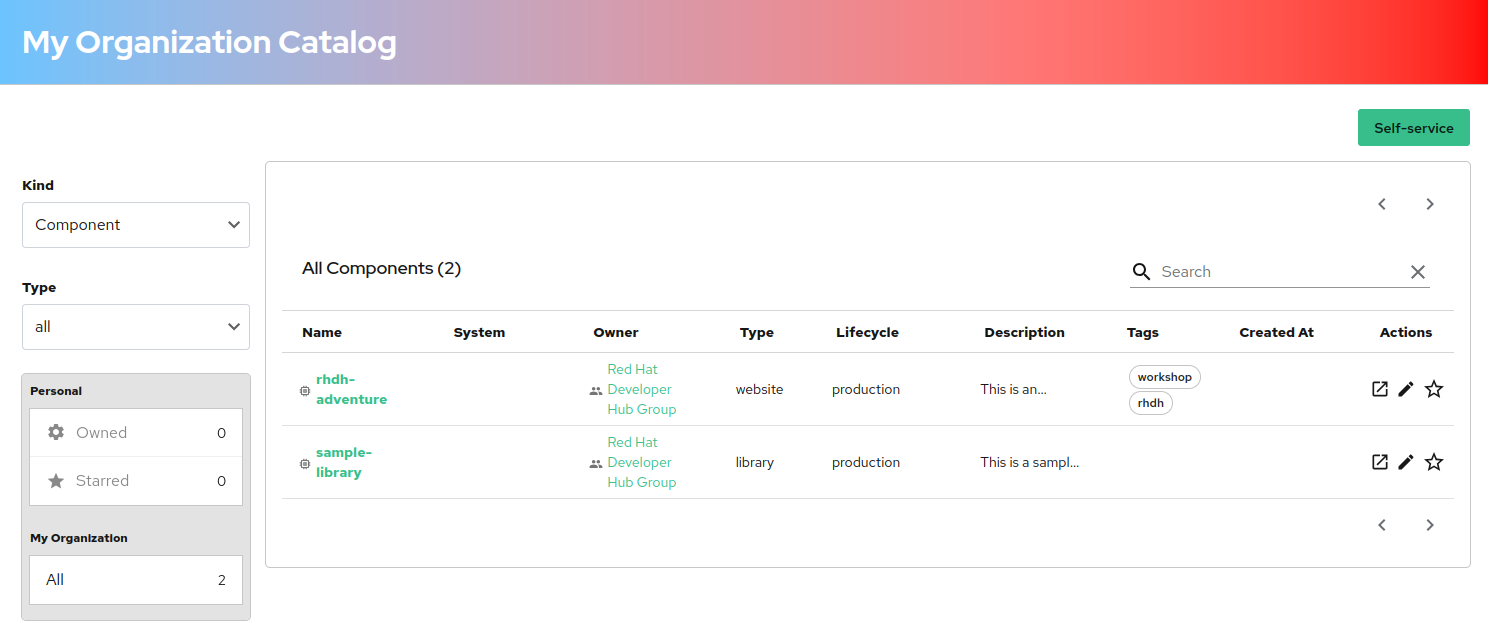 My Organization Catalog
Self-service
Kind
Component
Type
all
Personal
Owned 0
Starred 0
My Organization
All 2
All Components (2)
Search
Name System Owner Type Lifecycle Description Tags Created At Actions
rhdh-
adventure
Red Hat
Developer
Hub Group
website
production
This is an...
workshop
rhdh
sample-
library
Red Hat
Developer
Hub Group
library
production
This is a sampl...